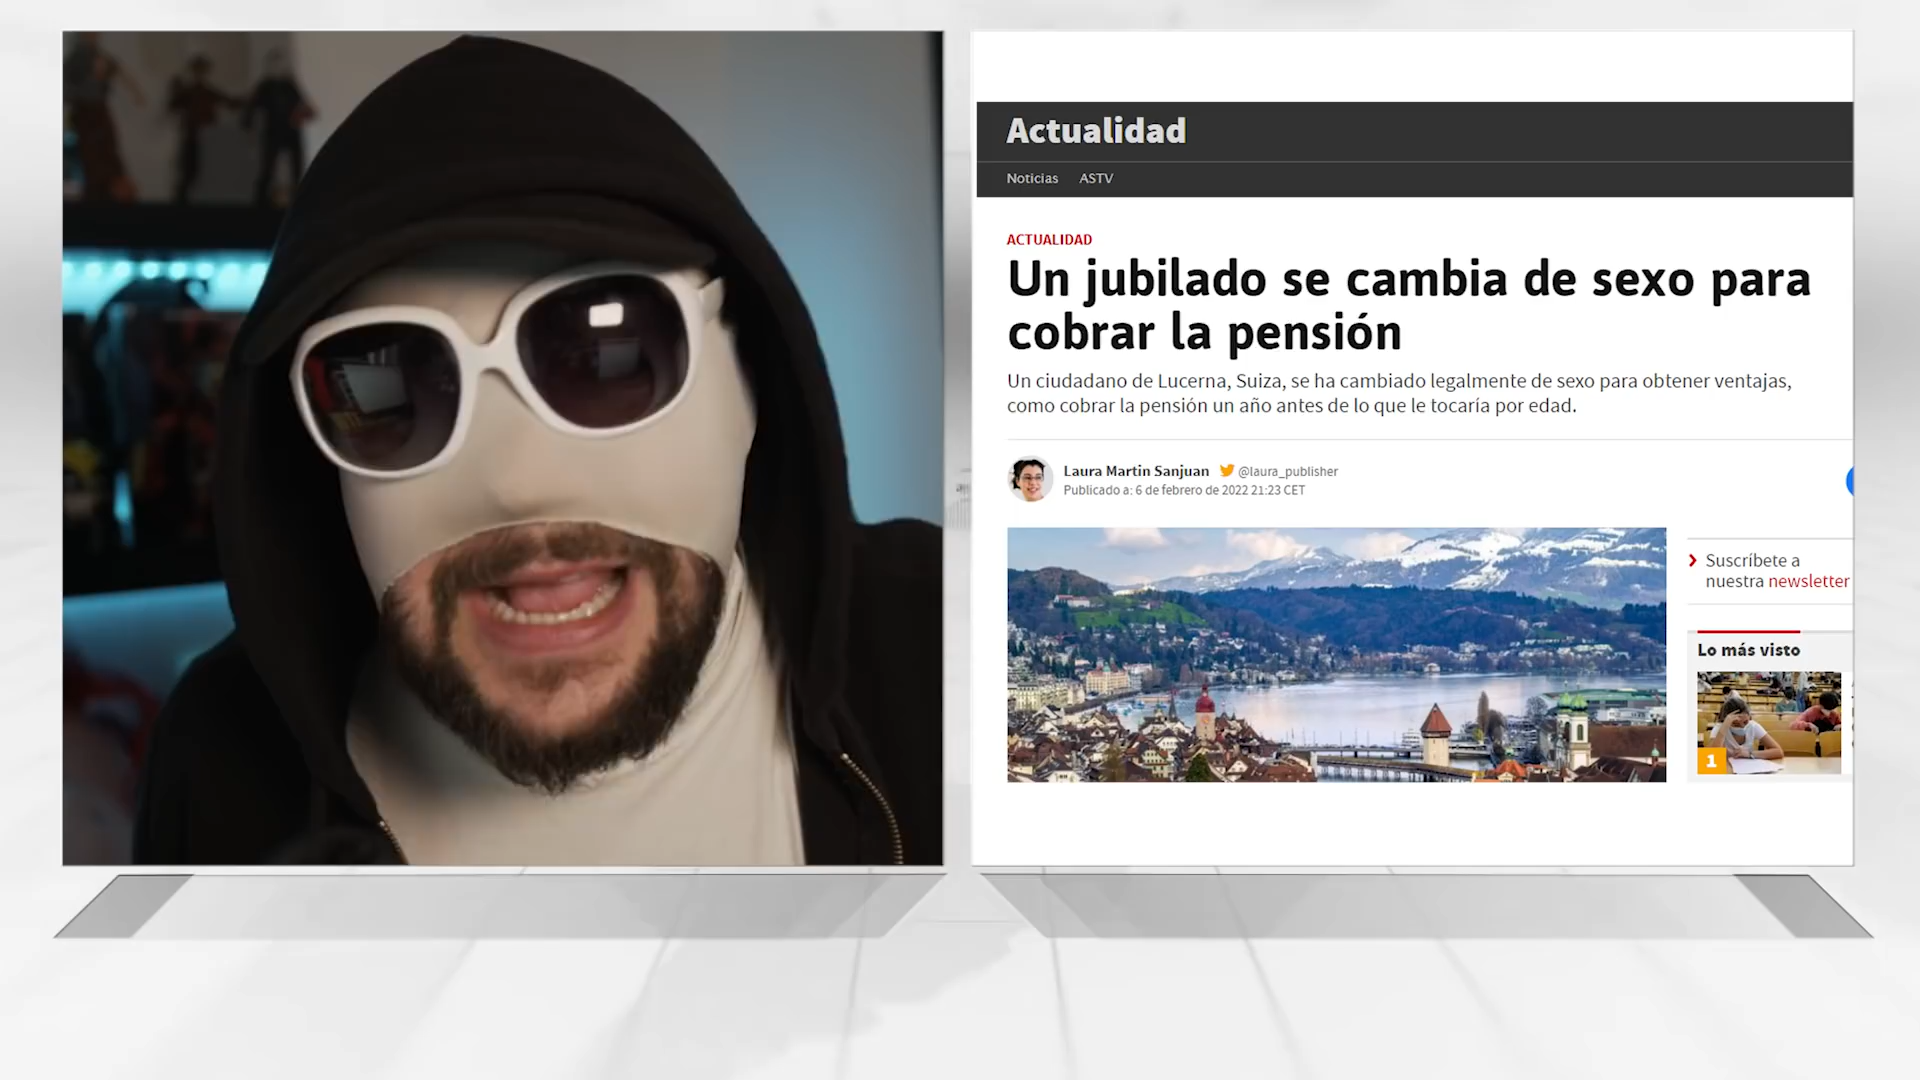 Actualidad
Noticias ASTV
ACTUALIDAD
Un jubilado se cambia de sexo para
cobrar la pensión
Un ciudadano de Lucerna, Suiza, se ha cambiado legalmente de sexo para obtener ventajas,
como cobrar la pensión un año antes de lo que le tocaría por edad.
Laura Martin Sanjuan @laura_publisher
Publicado a: 6 de febrero de 2022 21:23 CET
Suscríbete a
nuestra newsletter
Lo más visto
1